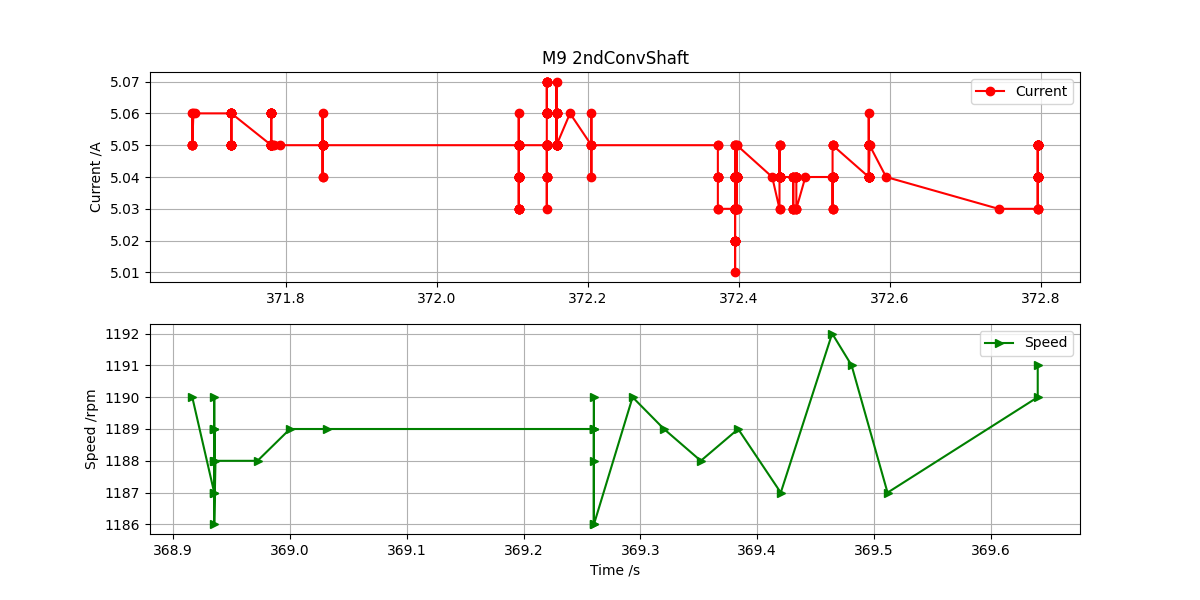 M9 2ndConvShaft
Current /A
5.07
5.06
5.05
5.04
5.03
5.02
5.01
Current
371.8 372.0 372.2 372.4 372.6 372.8
Speed /rpm
1192
1191
1190
1189
1188
1187
1186
Speed
368.9 369.0 369.1 369.2 369.3 369.4 369.5 369.6
Time /s